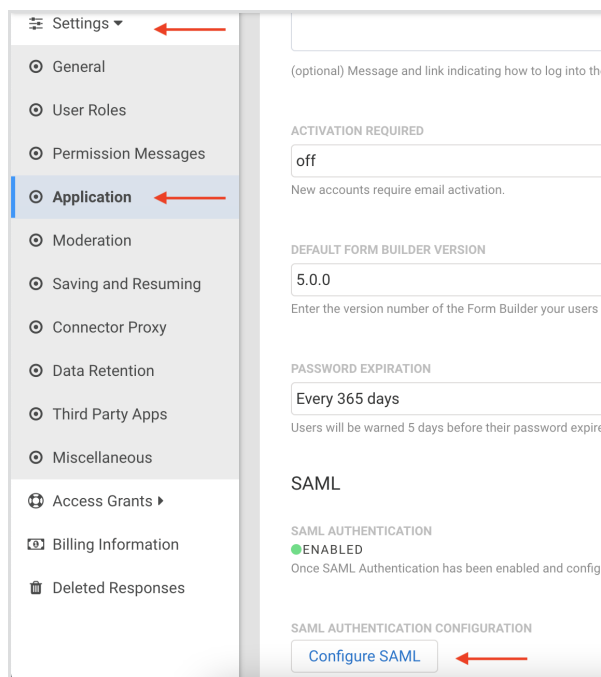 Settings
General
User Roles
Permission Messages
Application
Moderation
Saving and Resuming
Connector Proxy
Data Retention
Third Party Apps
Miscellaneous
Access Grants
Billing Information
Deleted Responses
(optional) Message and link indicating how to log into the
ACTIVATION REQUIRED
off
New accounts require email activation.
DEFAULT FORM BUILDER VERSION
5.0.0
Enter the version number of the Form Builder your users
PASSWORD EXPIRATION
Every 365 days
Users will be warned 5 days before their password expire
SAML
SAML AUTHENTICATION
ENABLED
Once SAML Authentication has been enabled and config
SAML AUTHENTICATION CONFIGURATION
Configure SAML